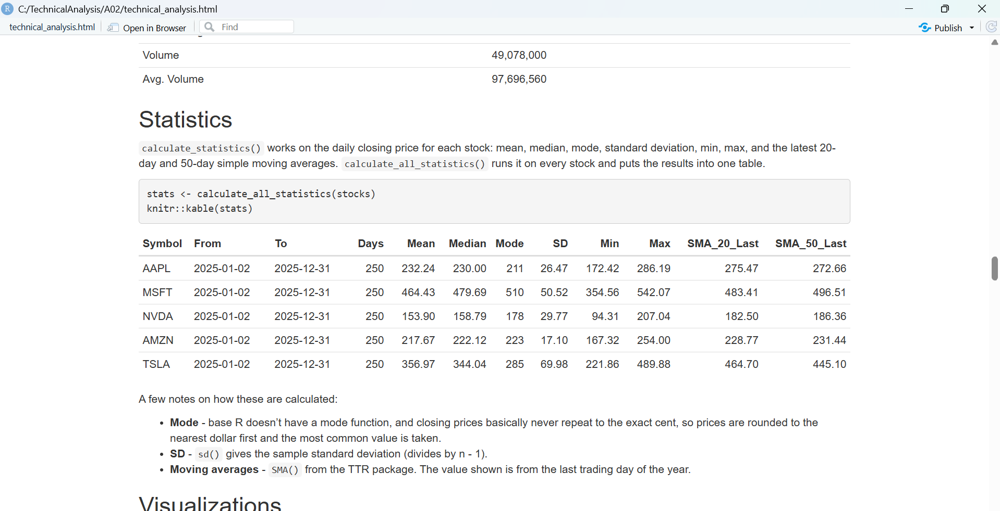 C:/TechnicalAnalysis/A02/technical_analysis.html
technical_analysis.html Open in Browser Find Publish
Volume 49,078,000
Avg. Volume 97,696,560
Statistics
calculate_statistics() works on the daily closing price for each stock: mean, median, mode, standard deviation, min, max, and the latest 20-
day and 50-day simple moving averages. calculate_all_statistics() runs it on every stock and puts the results into one table.
stats <- calculate_all_statistics(stocks)
knitr::kable(stats)
Symbol From To Days Mean Median Mode SD Min Max SMA_20_Last SMA_50_Last
AAPL 2025-01-02 2025-12-31 250 232.24 230.00 211 26.47 172.42 286.19 275.47 272.66
MSFT 2025-01-02 2025-12-31 250 464.43 479.69 510 50.52 354.56 542.07 483.41 496.51
NVDA 2025-01-02 2025-12-31 250 153.90 158.79 178 29.77 94.31 207.04 182.50 186.36
AMZN 2025-01-02 2025-12-31 250 217.67 222.12 223 17.10 167.32 254.00 228.77 231.44
TSLA 2025-01-02 2025-12-31 250 356.97 344.04 285 69.98 221.86 489.88 464.70 445.10
A few notes on how these are calculated:
• Mode - base R doesn’t have a mode function, and closing prices basically never repeat to the exact cent, so prices are rounded to the
nearest dollar first and the most common value is taken.
• SD - sd() gives the sample standard deviation (divides by n - 1).
• Moving averages - SMA() from the TTR package. The value shown is from the last trading day of the year.
Visualizations